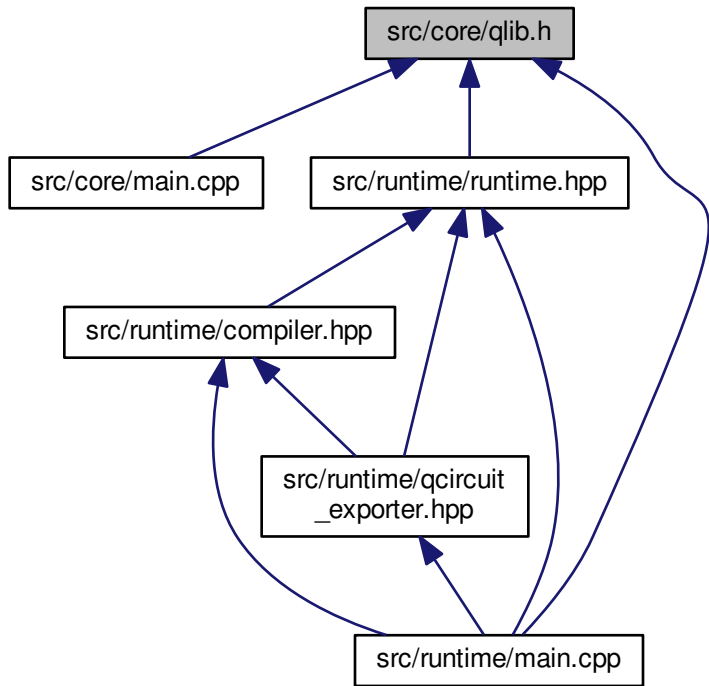 src/core/qlib.h
src/core/main.cpp
src/runtime/runtime.hpp
src/runtime/compiler.hpp
src/runtime/qcircuit
_exporter.hpp
src/runtime/main.cpp